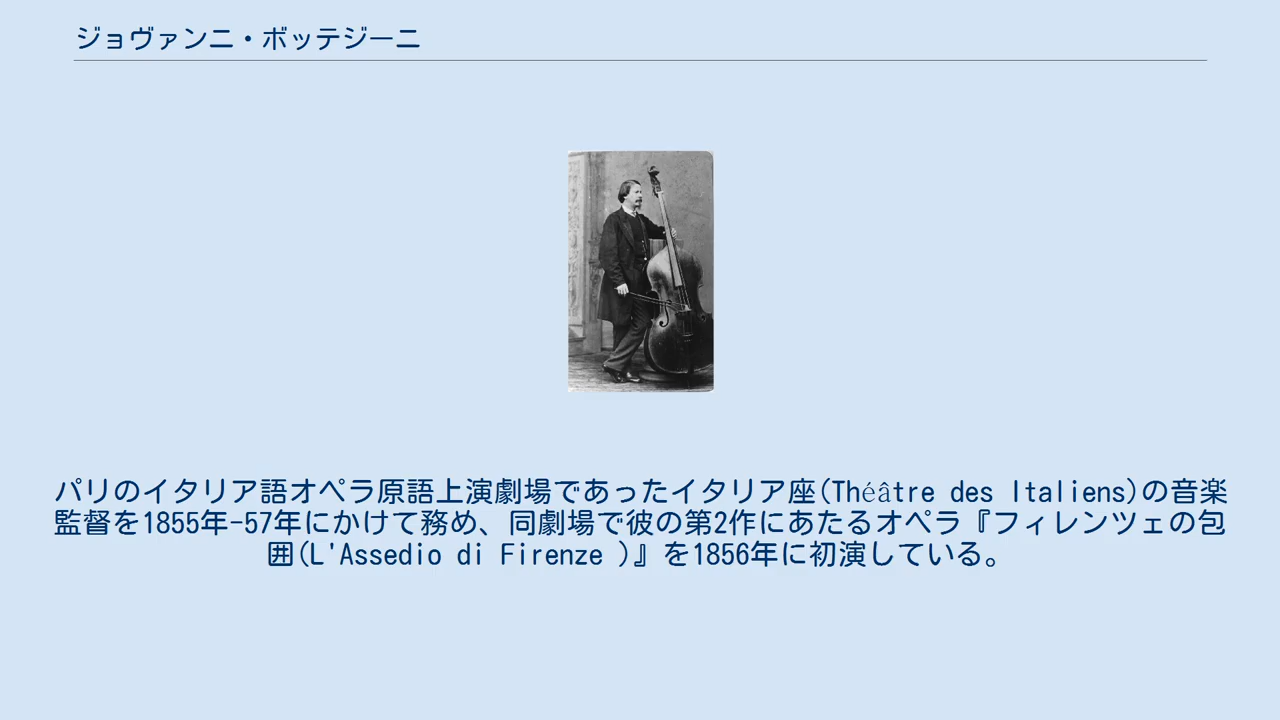 ジョヴァンニ・ボッテジーニ
パリのイタリア語オペラ原語上演劇場であったイタリア座(Théâtre des Italiens)の音楽
監督を1855年-57年にかけて務め、同劇場で彼の第2作にあたるオペラ『フィレンツェの包
囲(L'Assedio di Firenze )』を1856年に初演している。